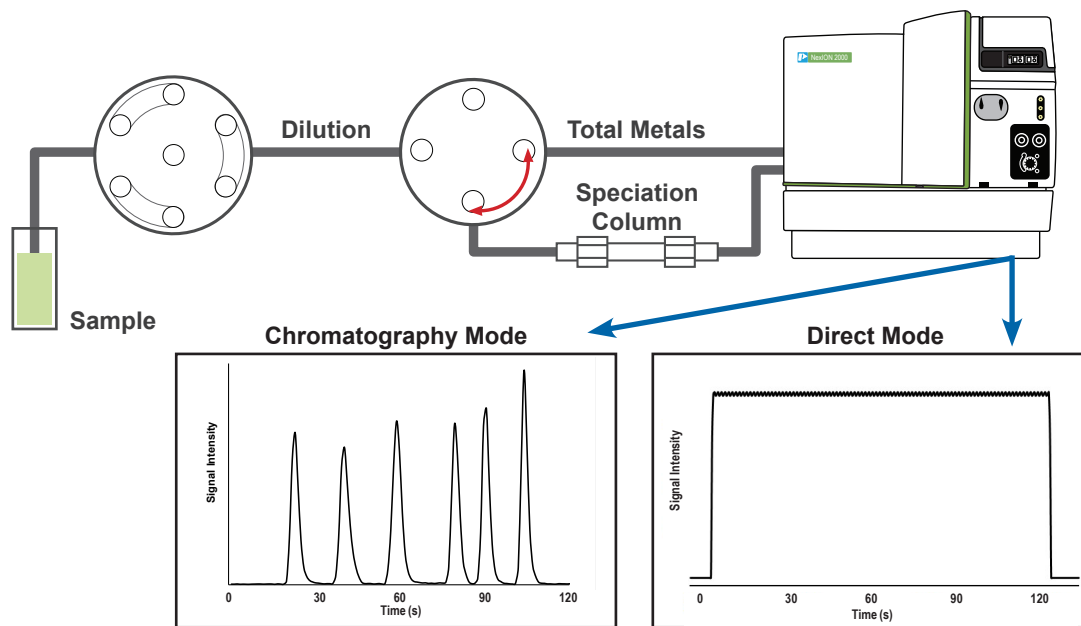 NexION 2000
Dilution
Total Metals
Speciation
Column
Sample
Chromatography Mode
Signal Intensity
0 30 60 90 120
Time (s)
Direct Mode
Signal Intensity
0 30 60 90 120
Time (s)